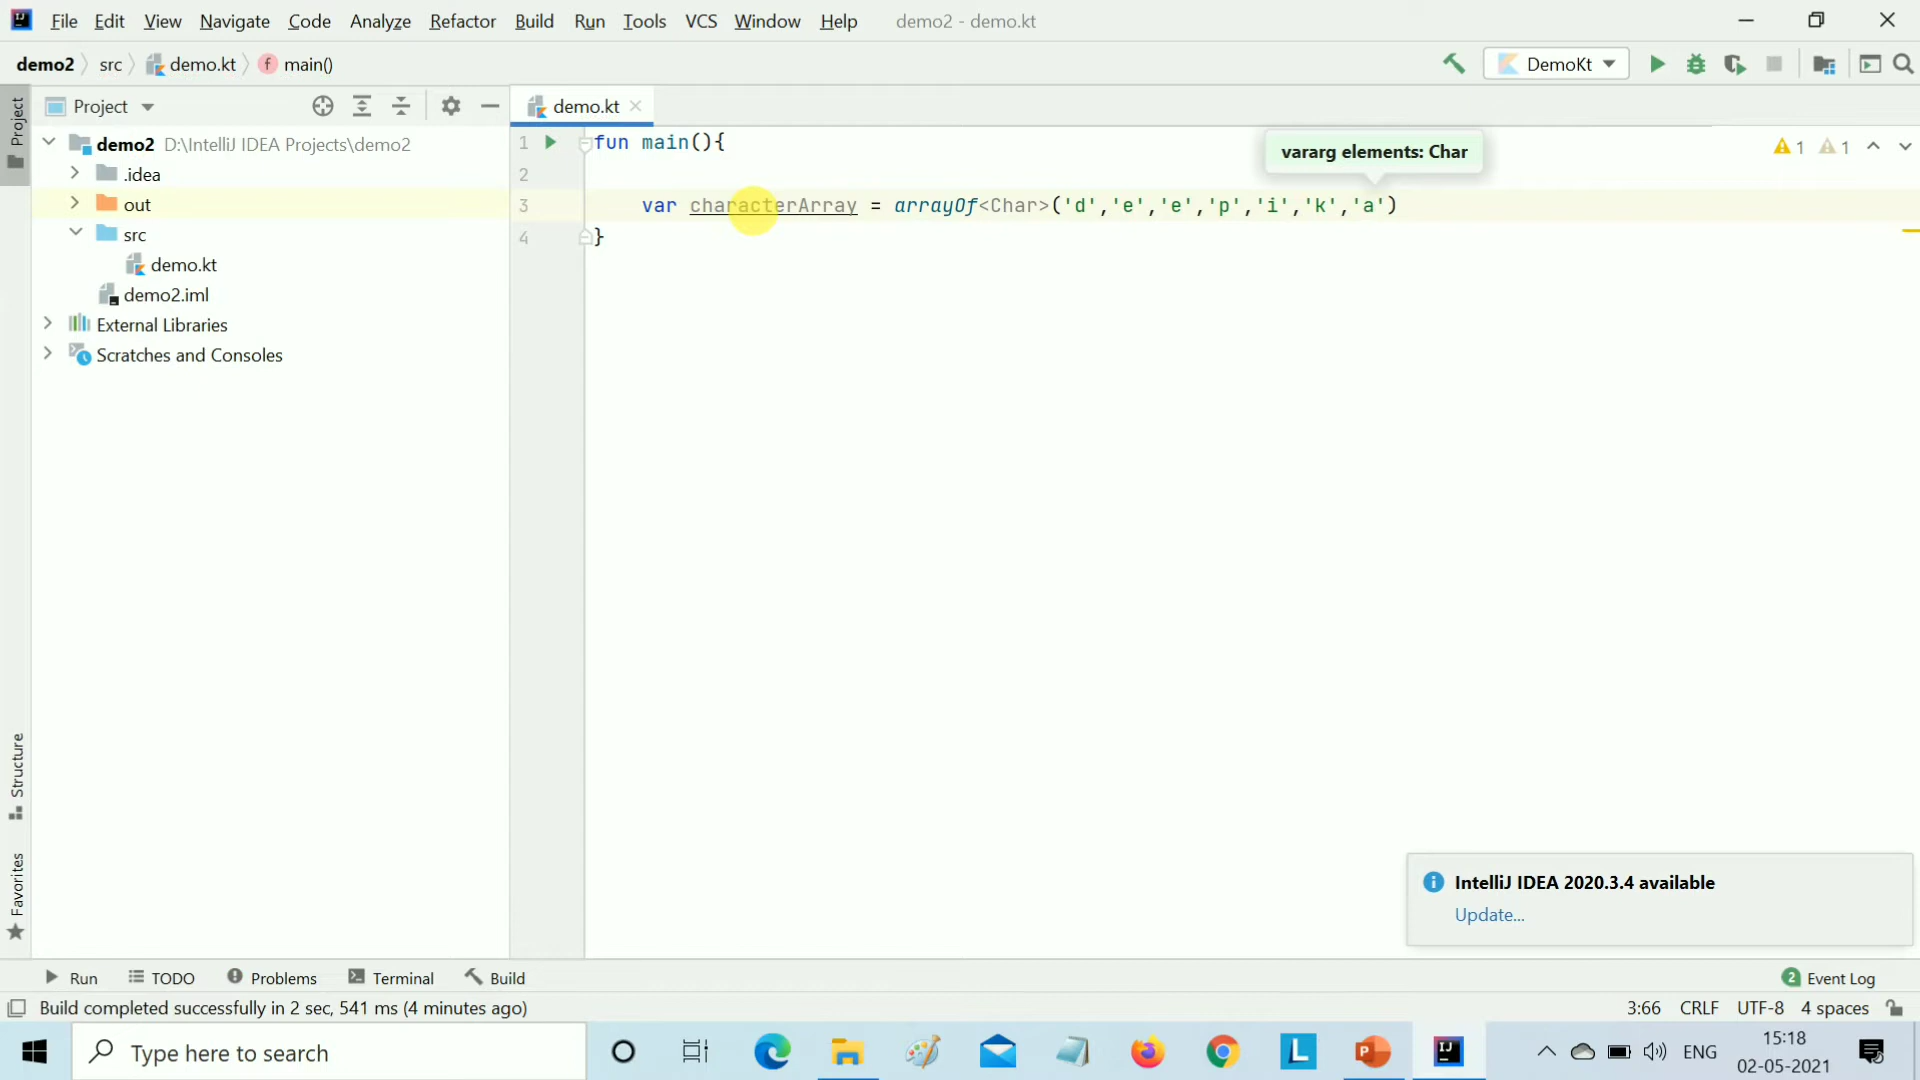 File Edit View Navigate Code Analyze Refactor Build Run Tools VCS Window Help demo2 - demo.kt
demo2 src demo.kt f main() DemoKt
Project
Project
demo.kt
demo2 D:\IntelliJ IDEA Projects\demo2
.idea
out
src
demo.kt
demo2.iml
External Libraries
Scratches and Consoles
1 fun main(){
2
3 var characterArray = arrayOf<Char>('d','e','e','p','i','k','a')
4 }
vararg elements: Char
1 1
Structure
Favorites
IntelliJ IDEA 2020.3.4 available
Update...
Run TODO Problems Terminal Build 2 Event Log
Build completed successfully in 2 sec, 541 ms (4 minutes ago) 3:66 CRLF UTF-8 4 spaces
Type here to search ENG 15:18
02-05-2021